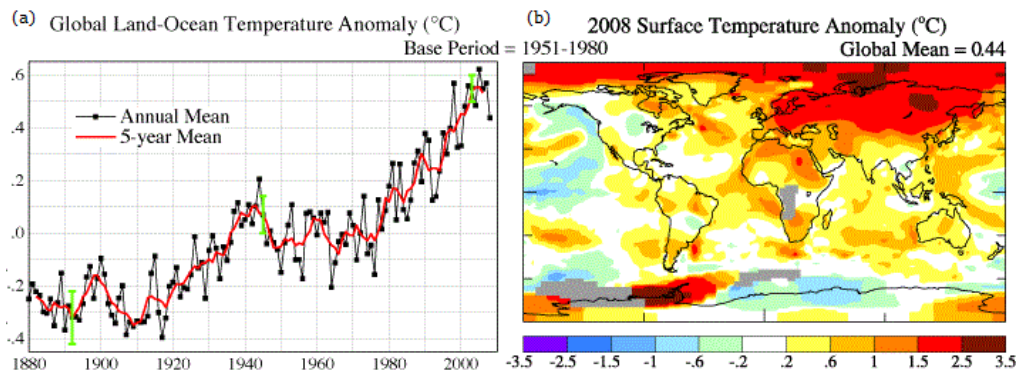 (a) Global Land-Ocean Temperature Anomaly (°C)
(b) 2008 Surface Temperature Anomaly (°C)
Base Period = 1951-1980
Global Mean = 0.44
.6
Annual Mean
5-year Mean
.4
.2
.0
-.2
-.4
1880 1900 1920 1940 1960 1980 2000
-3.5 -2.5 -1.5 -1 -.6 -.2 .2 .6 1 1.5 2.5 3.5